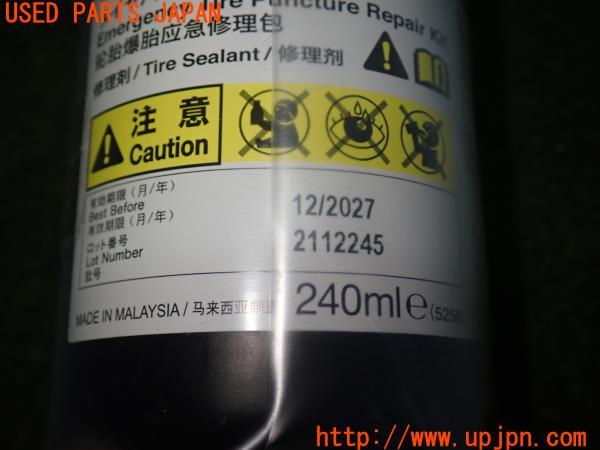 USED PARTS JAPAN
Puncture Repair Kit
轮胎爆胎应急修理包
修理剤/Tire Sealant/修理剂
注意
Caution
有効期限(月/年)
Best Before
有效期限(月/年)
12/2027
ロット番号
Lot Number
批号
2112245
MADE IN MALAYSIA/马来西亚制造
240ml℮
(5258
http://www.upjpn.com